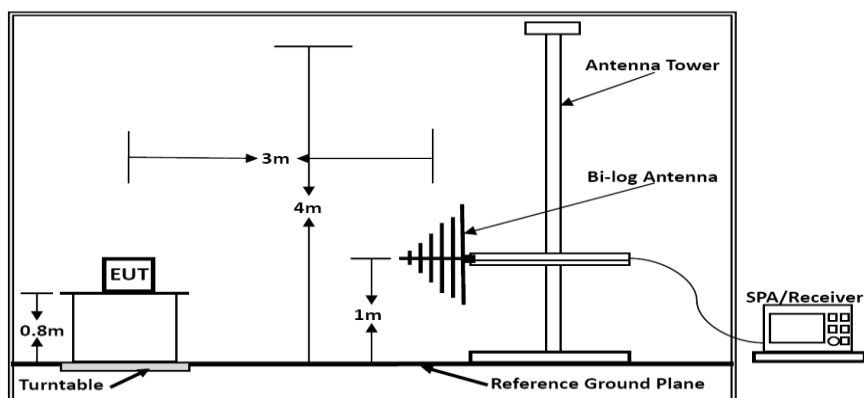 Antenna Tower
3m
Bi-log Antenna
4m
EUT
0.8m
1m
SPA/Receiver
Turntable
Reference Ground Plane